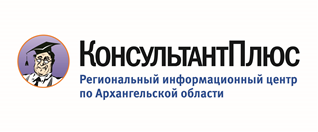 КонсультантПлюс
Региональный информационный центр
по Архангельской области